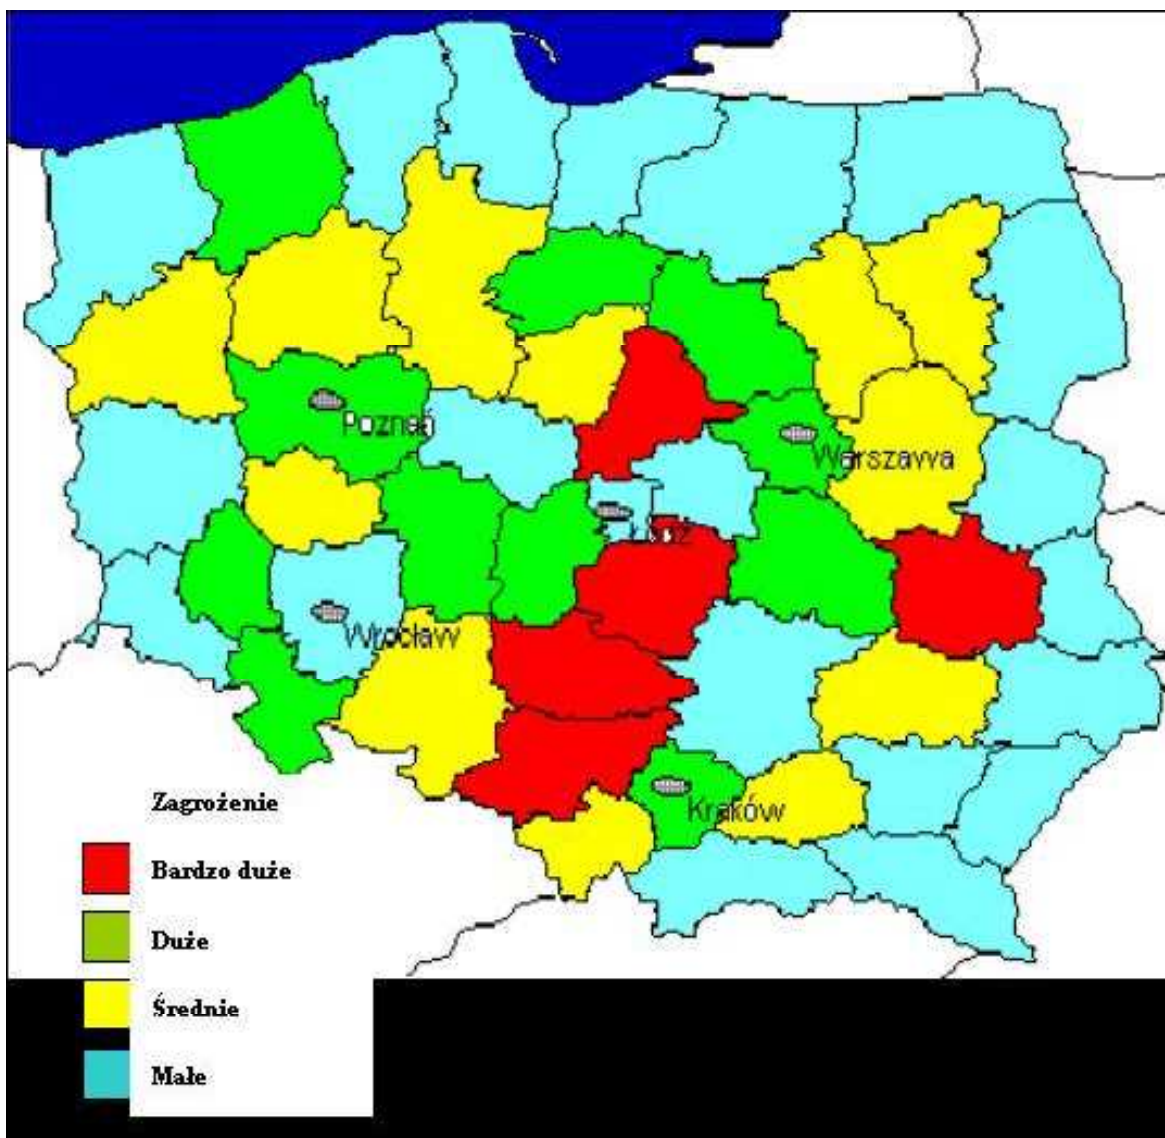 Poznań
Warszawa
Wrocław
Kraków
Zagrożenie
Bardzo duże
Duże
Średnie
Małe